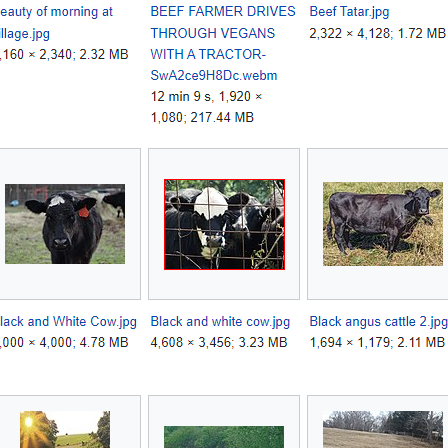 eauty of morning at
illage.jpg
,160 × 2,340; 2.32 MB
BEEF FARMER DRIVES
THROUGH VEGANS
WITH A TRACTOR-
SwA2ce9H8Dc.webm
12 min 9 s, 1,920 ×
1,080; 217.44 MB
Beef Tatar.jpg
2,322 × 4,128; 1.72 MB
lack and White Cow.jpg
,000 × 4,000; 4.78 MB
Black and white cow.jpg
4,608 × 3,456; 3.23 MB
Black angus cattle 2.jpg
1,694 × 1,179; 2.11 MB